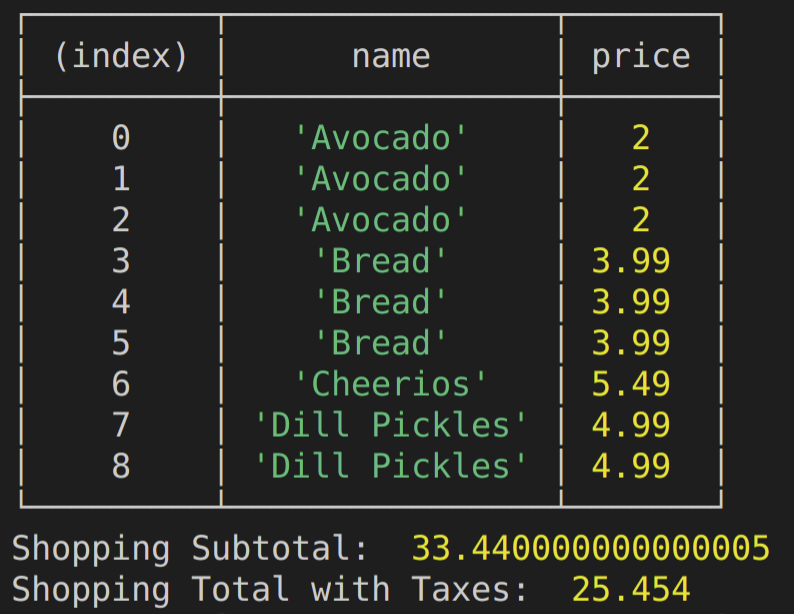 (index) name price
0 'Avocado' 2
1 'Avocado' 2
2 'Avocado' 2
3 'Bread' 3.99
4 'Bread' 3.99
5 'Bread' 3.99
6 'Cheerios' 5.49
7 'Dill Pickles' 4.99
8 'Dill Pickles' 4.99
Shopping Subtotal: 33.440000000000005
Shopping Total with Taxes: 25.454